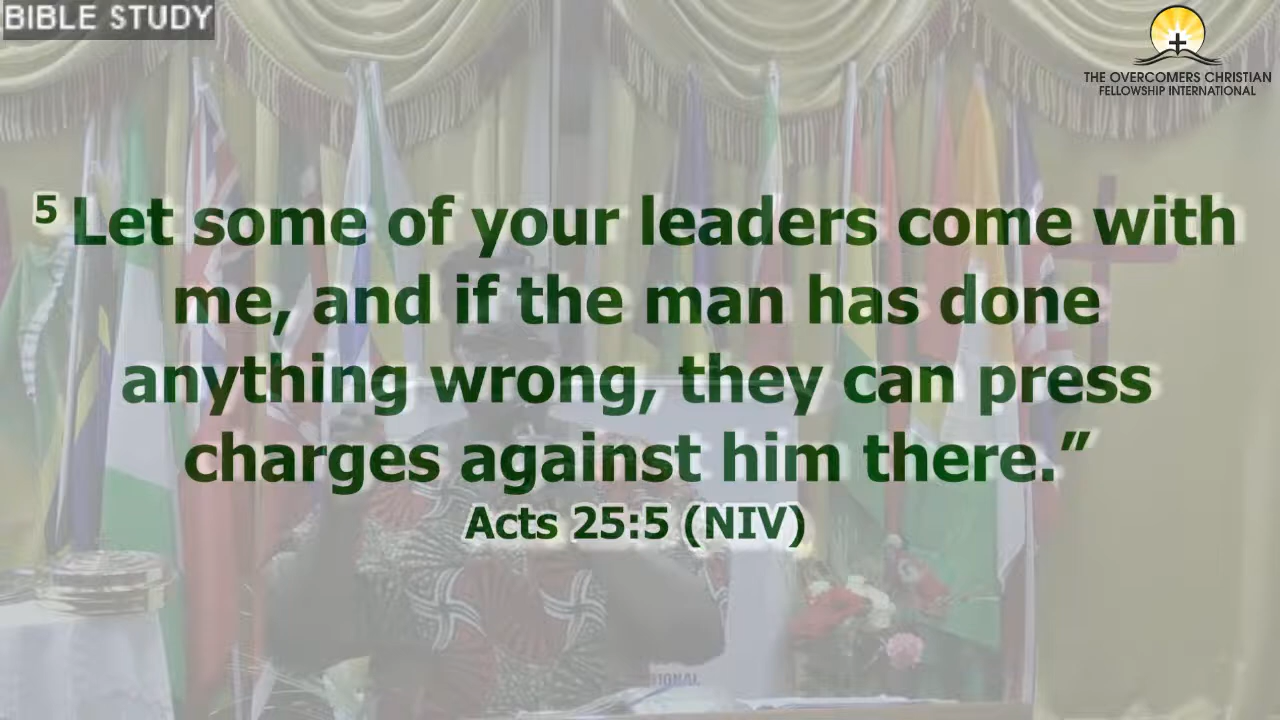 BIBLE STUDY
THE OVERCOMERS CHRISTIAN
FELLOWSHIP INTERNATIONAL
5 Let some of your leaders come with
me, and if the man has done
anything wrong, they can press
charges against him there.”
Acts 25:5 (NIV)